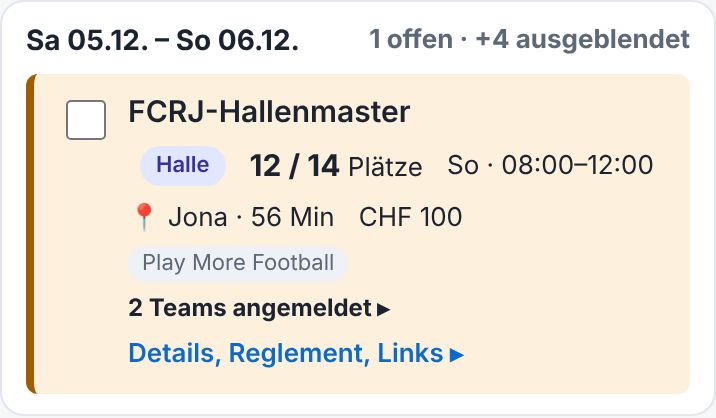 Sa 05.12. – So 06.12. 1 offen · +4 ausgeblendet
FCRJ-Hallenmaster
Halle 12 / 14 Plätze So · 08:00–12:00
📍 Jona · 56 Min CHF 100
Play More Football
2 Teams angemeldet ▸
Details, Reglement, Links ▸